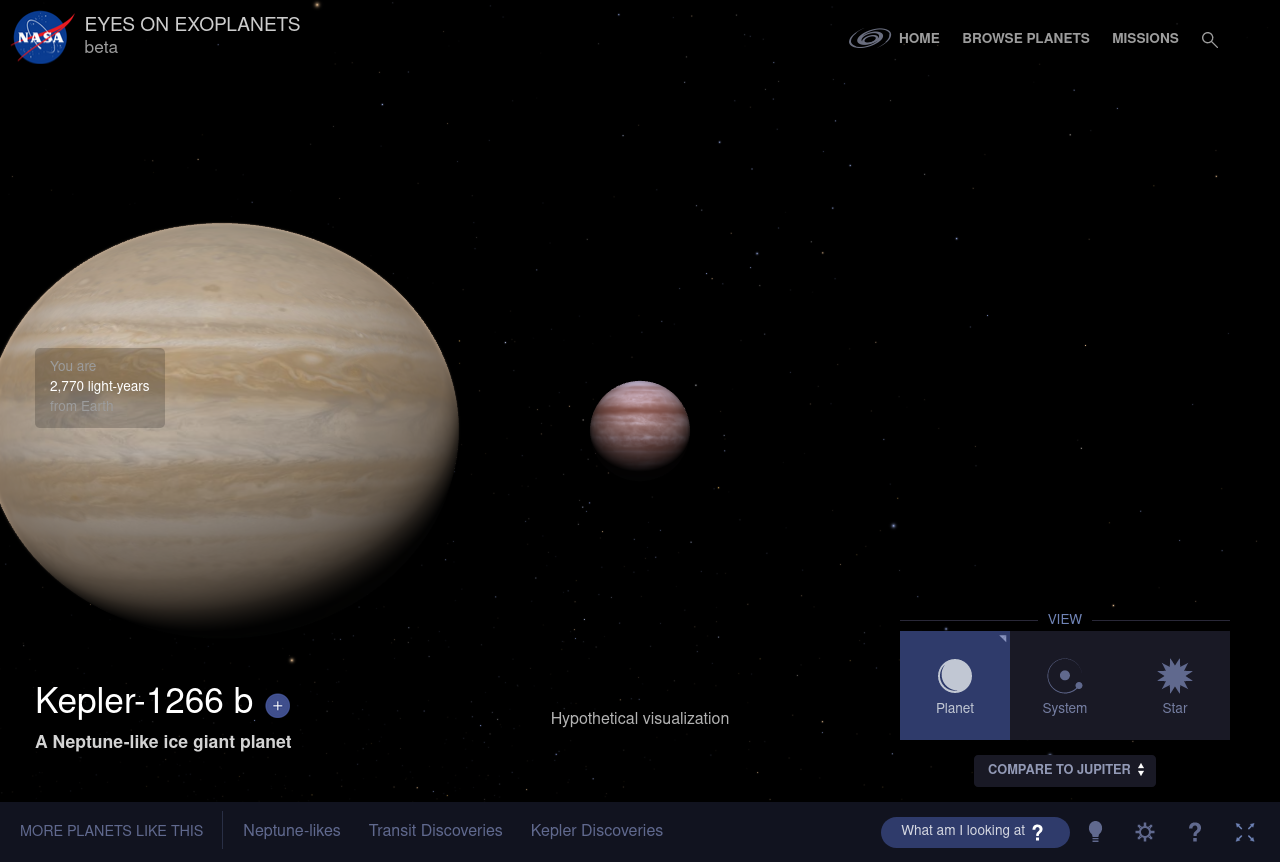 NASA
EYES ON EXOPLANETS
beta
HOME
BROWSE PLANETS
MISSIONS
You are
2,770 light-years
from Earth
Kepler-1266 b +
A Neptune-like ice giant planet
Hypothetical visualization
VIEW
Planet
System
Star
COMPARE TO JUPITER
MORE PLANETS LIKE THIS
Neptune-likes
Transit Discoveries
Kepler Discoveries
What am I looking at ?
?